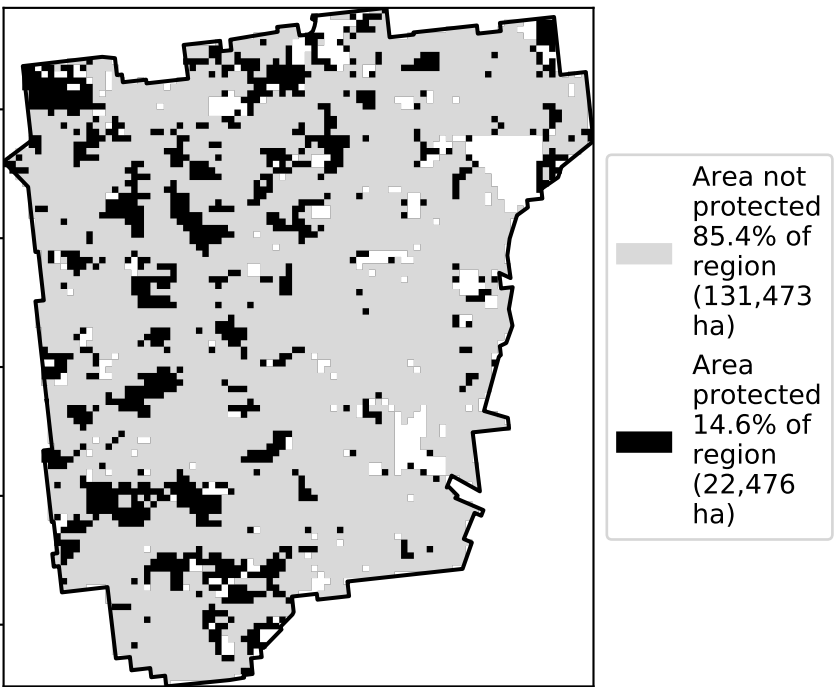 Area not
protected
85.4% of
region
(131,473
ha)
Area
protected
14.6% of
region
(22,476
ha)